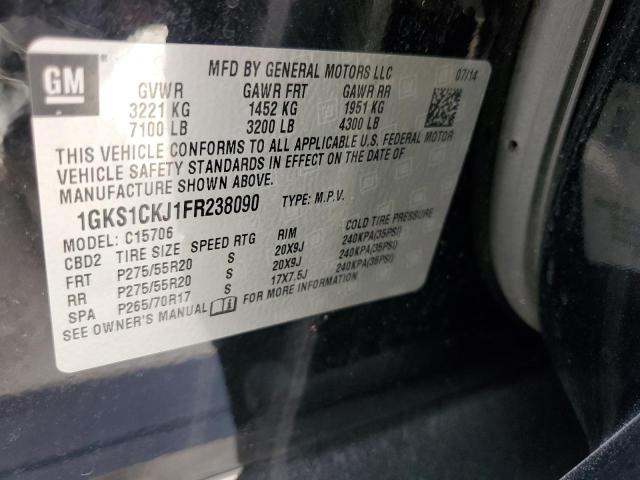 GM
MFD BY GENERAL MOTORS LLC 07/14
GVWR GAWR FRT GAWR RR
3221 KG 1452 KG 1951 KG
7100 LB 3200 LB 4300 LB
THIS VEHICLE CONFORMS TO ALL APPLICABLE U.S. FEDERAL MOTOR
VEHICLE SAFETY STANDARDS IN EFFECT ON THE DATE OF
MANUFACTURE SHOWN ABOVE.
1GKS1CKJ1FR238090 TYPE: M.P.V.
MODEL: C15706
CBD2 TIRE SIZE SPEED RTG RIM COLD TIRE PRESSURE
FRT P275/55R20 S 20X9J 240KPA(35PSI)
RR P275/55R20 S 20X9J 240KPA(35PSI)
SPA P265/70R17 S 17X7.5J 240KPA(35PSI)
SEE OWNER'S MANUAL FOR MORE INFORMATION.